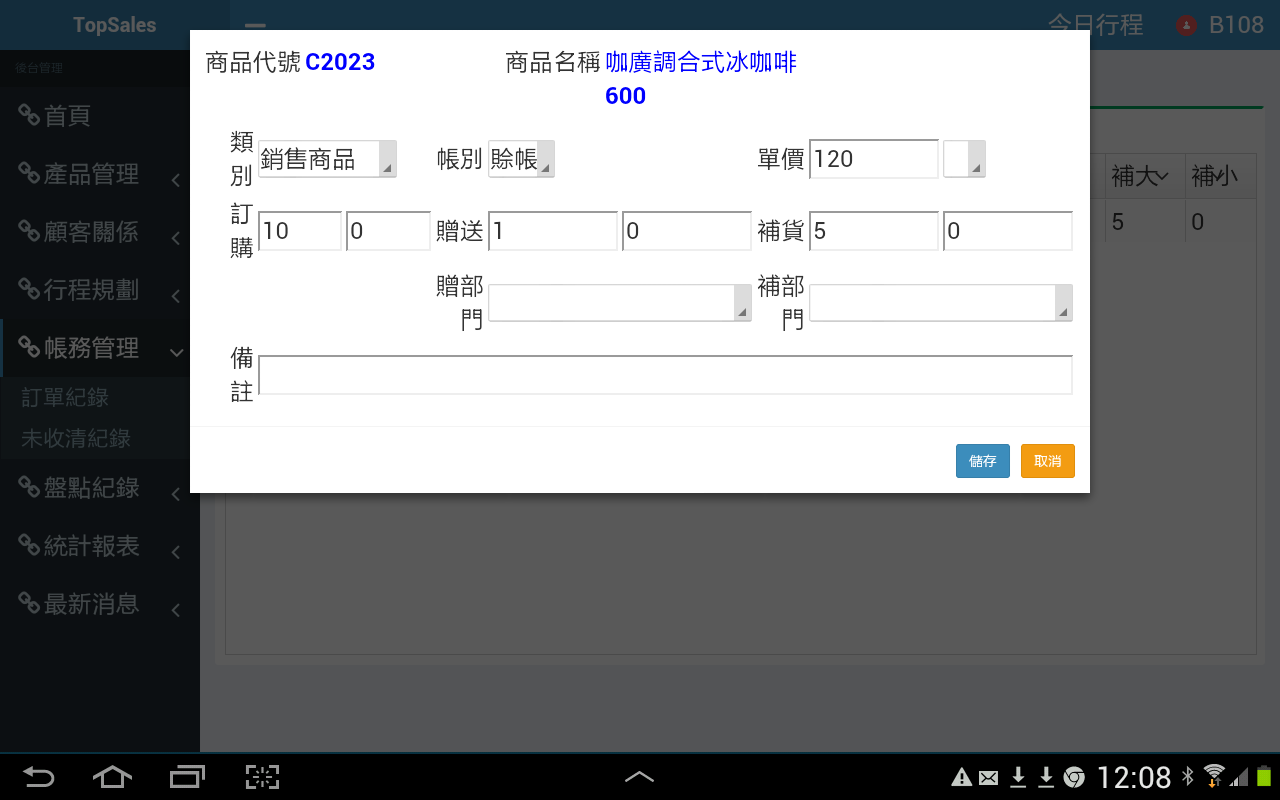 TopSales
今日行程
B108
後台管理
首頁
產品管理
顧客關係
行程規劃
帳務管理
訂單紀錄
未收清紀錄
盤點紀錄
統計報表
最新消息
商品代號 C2023 商品名稱 咖廣調合式冰咖啡
600
類別 銷售商品 帳別 賒帳 單價 120
訂購 10 0 贈送 1 0 補貨 5 0
贈部門 補部門
備註
儲存 取消
補大 補小
5 0
12:08